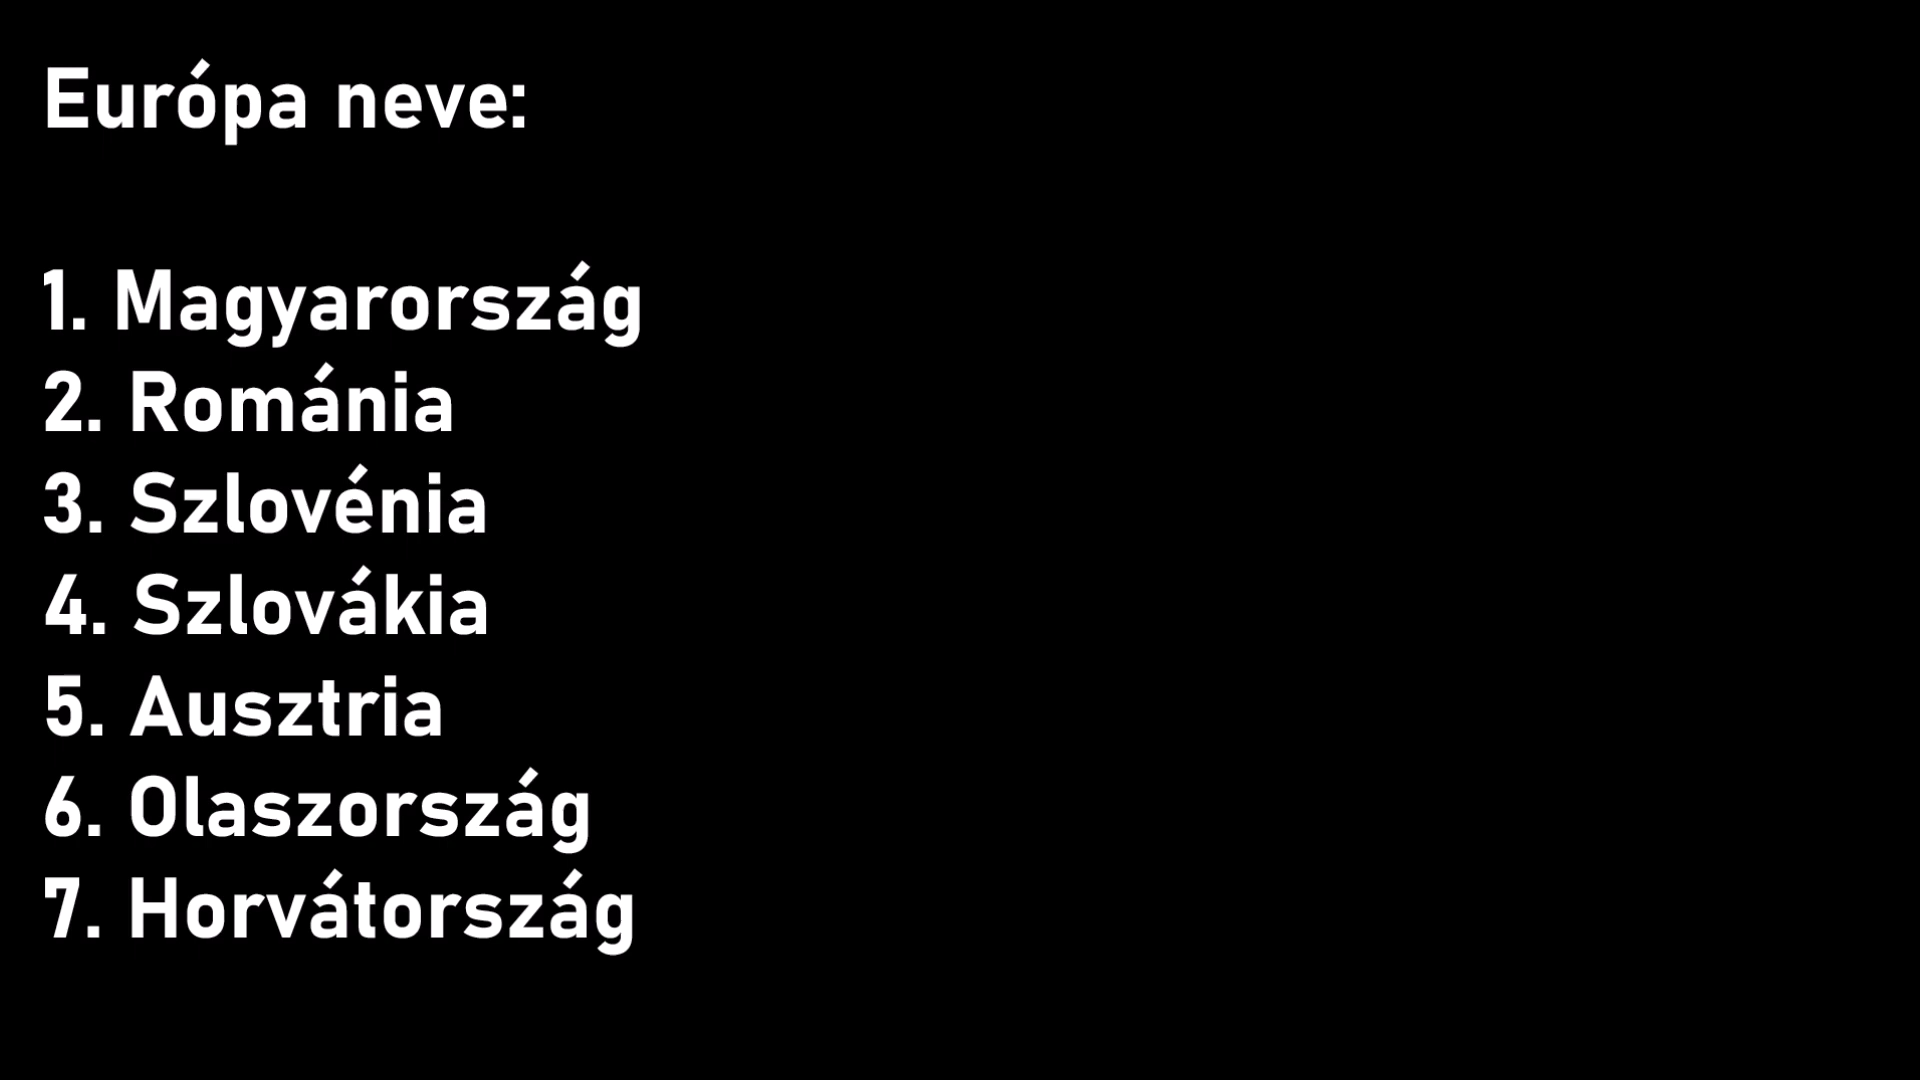 Európa neve:
1. Magyarország
2. Románia
3. Szlovénia
4. Szlovákia
5. Ausztria
6. Olaszország
7. Horvátország